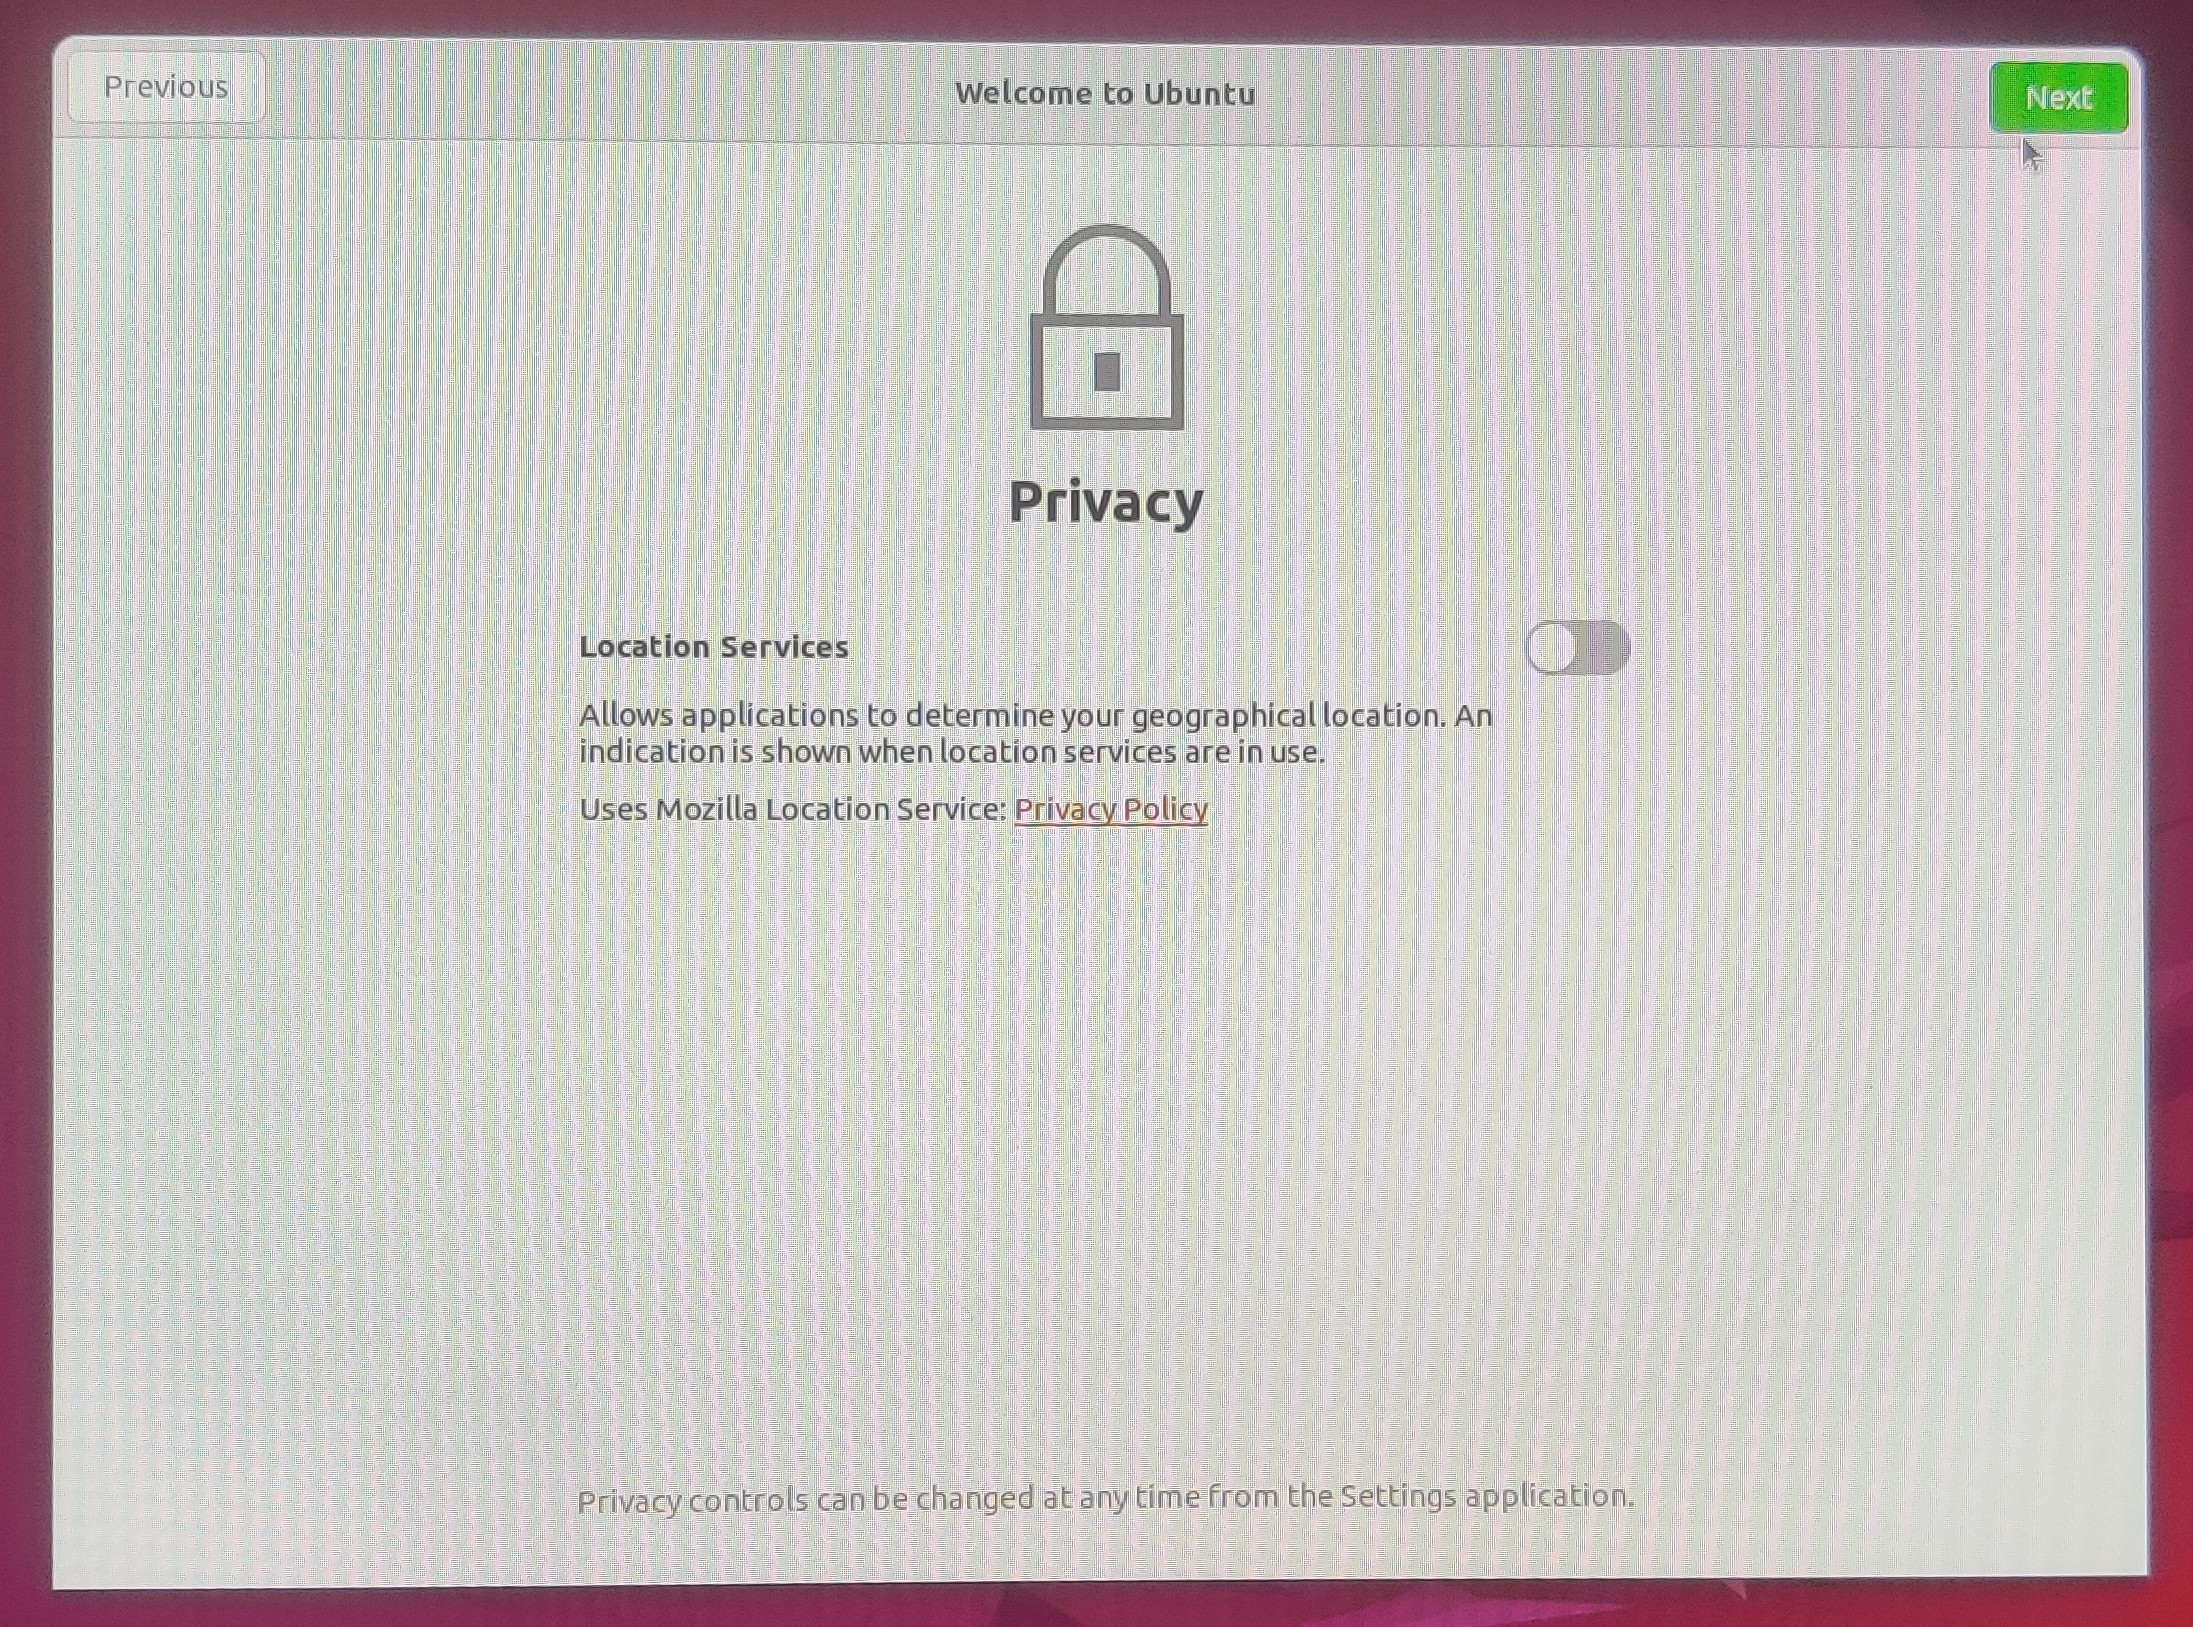 Previous
Welcome to Ubuntu
Next
Privacy
Location Services
Allows applications to determine your geographical location. An
indication is shown when location services are in use.
Uses Mozilla Location Service: Privacy Policy
Privacy controls can be changed at any time from the Settings application.